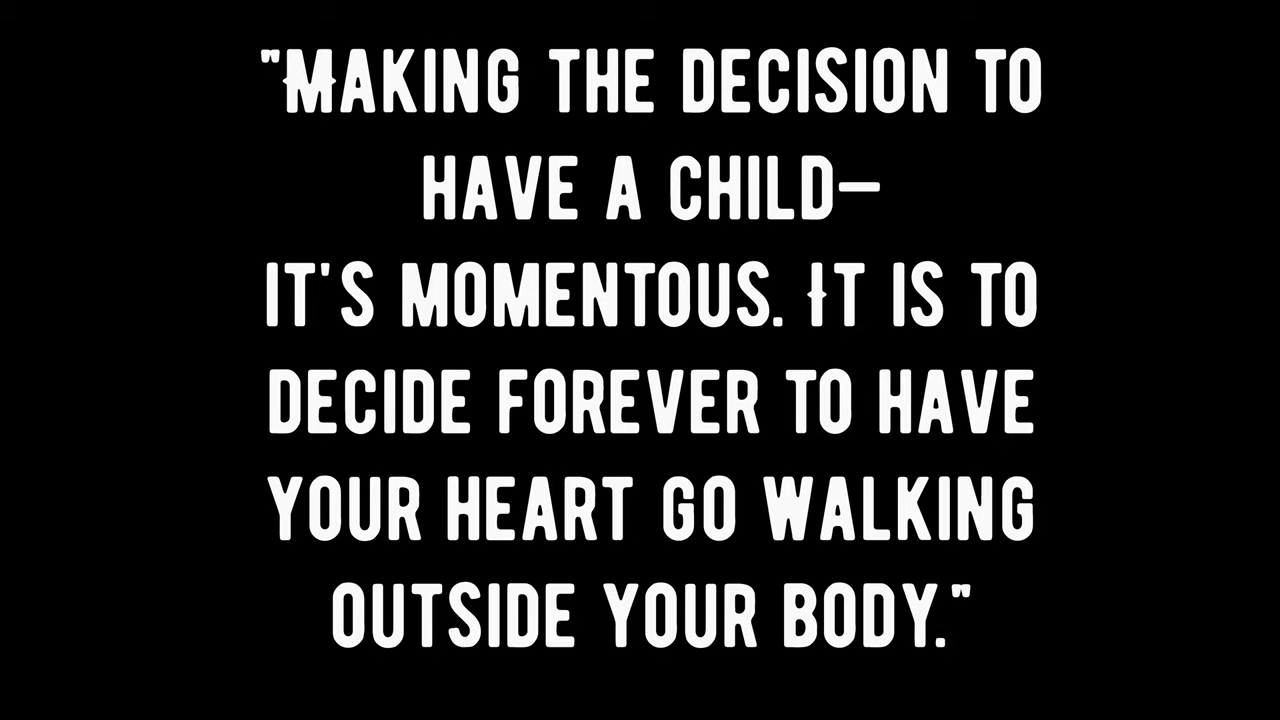 "Making the decision to
have a child—
it's momentous. It is to
decide forever to have
your heart go walking
outside your body."